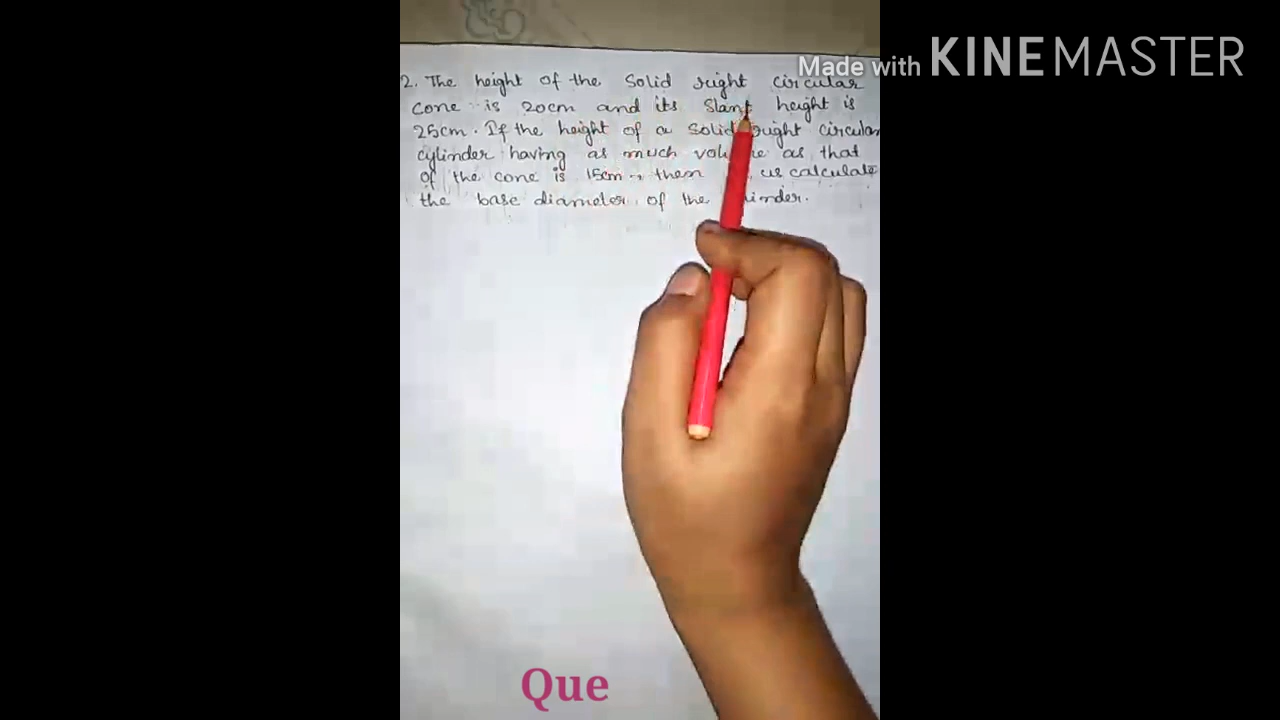 Made with KINEMASTER
2. The height of the Solid right circular
cone is 20cm and its Slant height is
25cm. If the height of a Solid right circular
cylinder having as much as that
of the cone is 15cm, then us calculate
the base diameter of the
Que